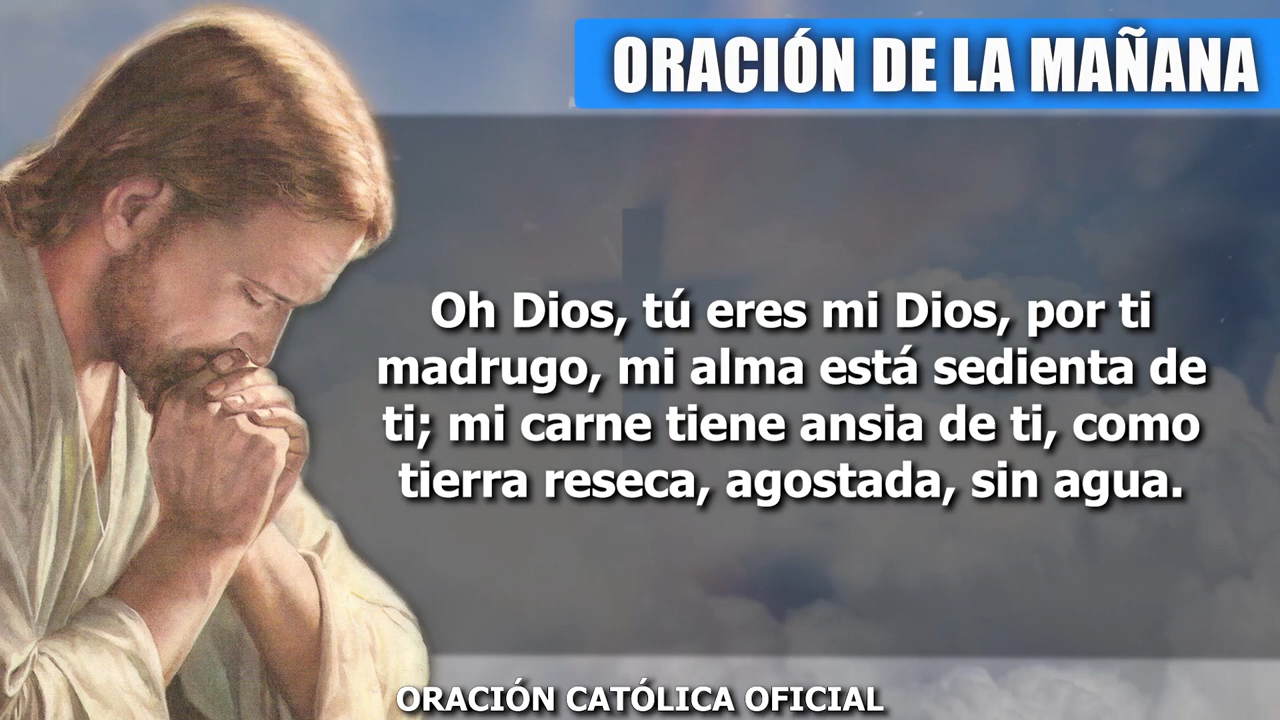 ORACIÓN DE LA MAÑANA
Oh Dios, tú eres mi Dios, por ti
madrugo, mi alma está sedienta de
ti; mi carne tiene ansia de ti, como
tierra reseca, agostada, sin agua.
ORACIÓN CATÓLICA OFICIAL